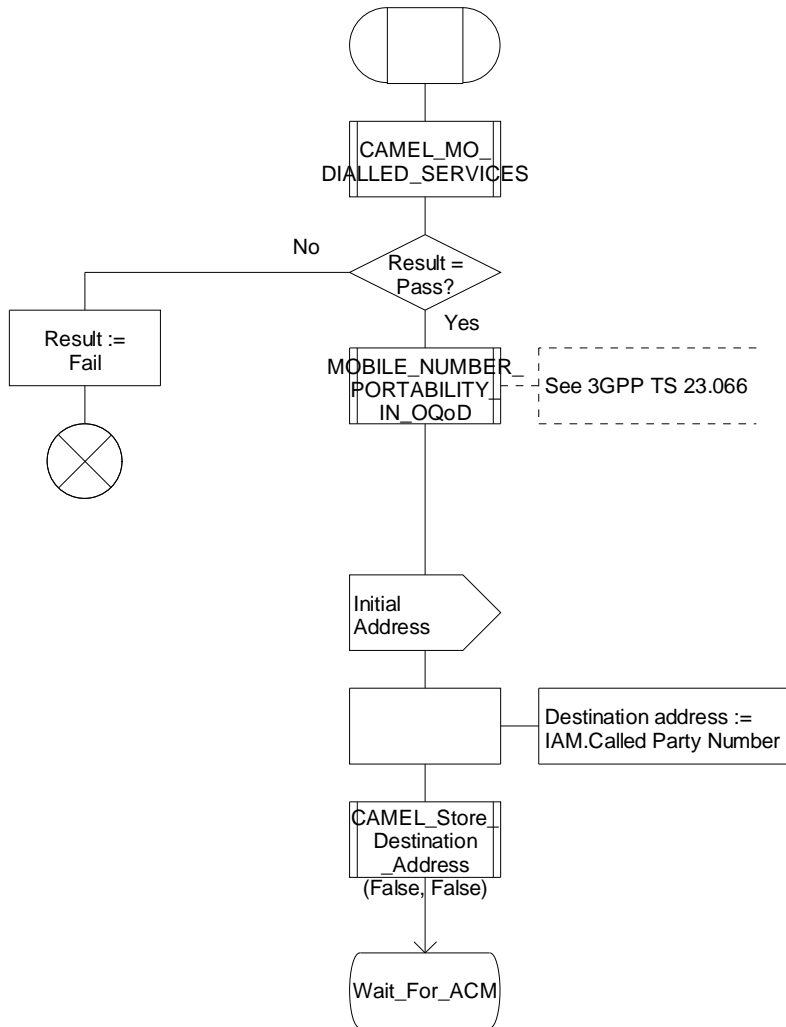 CAMEL_MO_
DIALLED_SERVICES
No
Result =
Pass?
Yes
Result :=
Fail
MOBILE_NUMBER_
PORTABILITY_
IN_OQoD
See 3GPP TS 23.066
Initial
Address
Destination address :=
IAM.Called Party Number
CAMEL_Store_
Destination
_Address
(False, False)
Wait_For_ACM